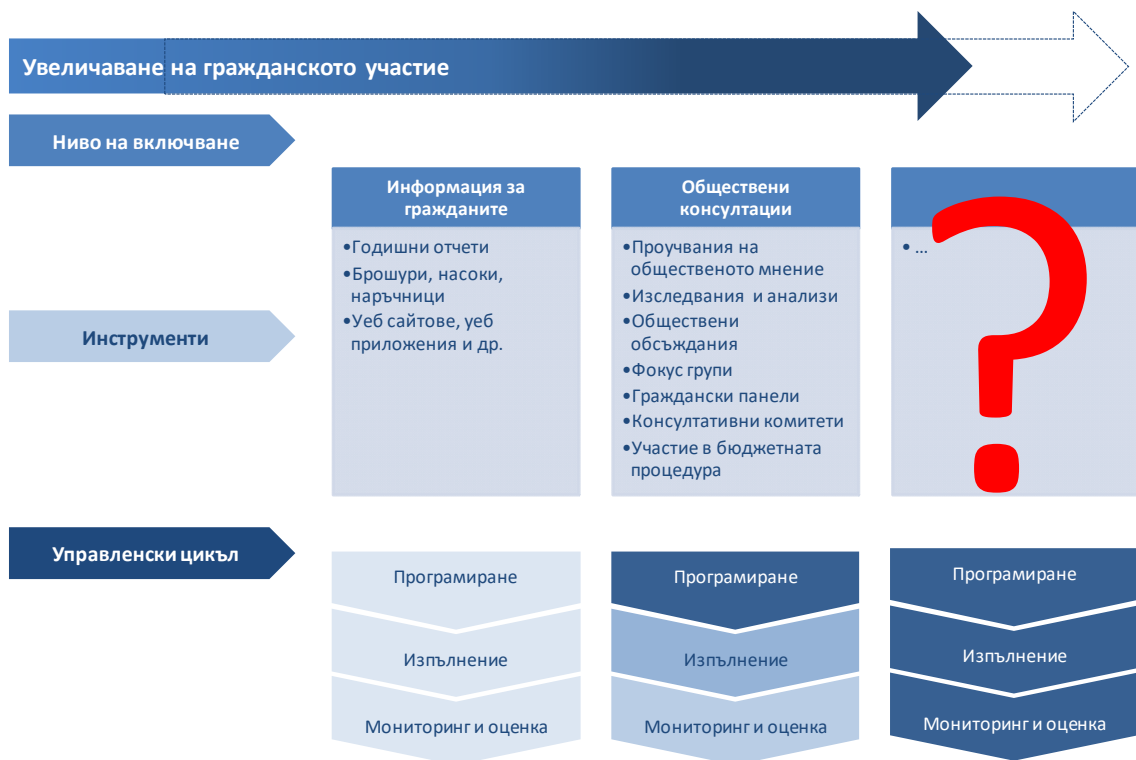 Увеличаване на гражданското участие
Ниво на включване
Информация за
гражданите
•Годишни отчети
•Брошури, насоки,
наръчници
•Уеб сайтове, уеб
приложения и др.
Обществени
консултации
•Проучвания на
общественото мнение
•Изследвания и анализи
•Обществени
обсъждания
•Фокус групи
•Граждански панели
•Консултативни комитети
•Участие в бюджетната
процедура
• ...
?
Инструменти
Управленски цикъл
Програмиране
Изпълнение
Мониторинг и оценка
Програмиране
Изпълнение
Мониторинг и оценка
Програмиране
Изпълнение
Мониторинг и оценка